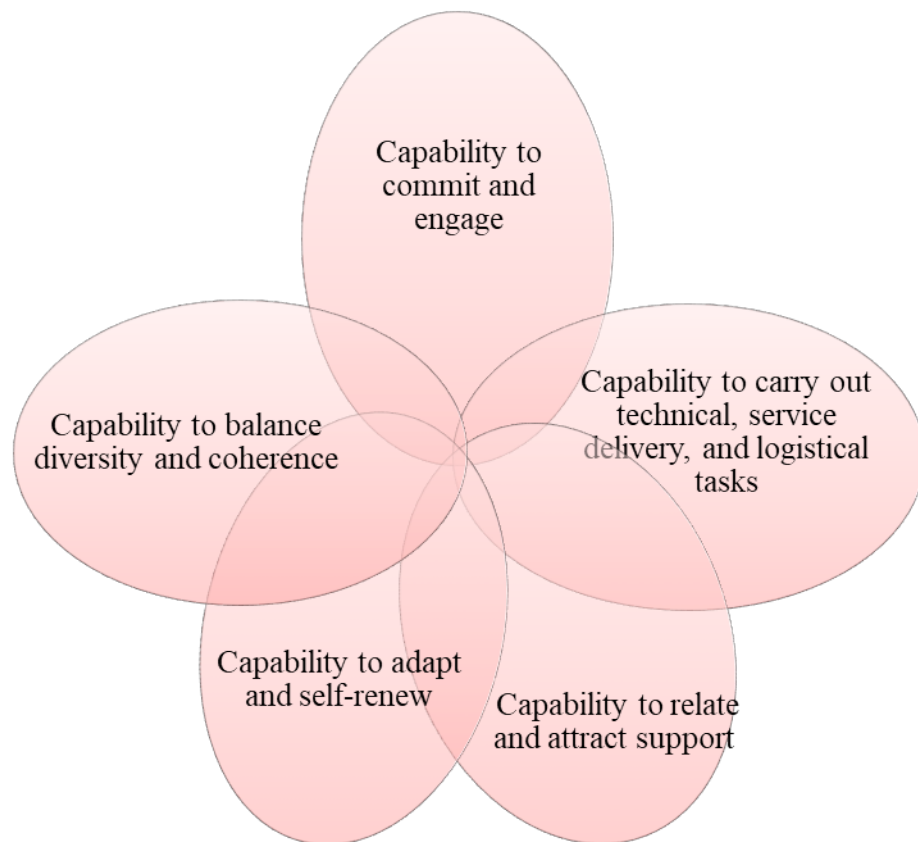 Capability to
commit and
engage
Capability to carry out
technical, service
delivery, and logistical
tasks
Capability to balance
diversity and coherence
Capability to adapt
and self-renew
Capability to relate
and attract support